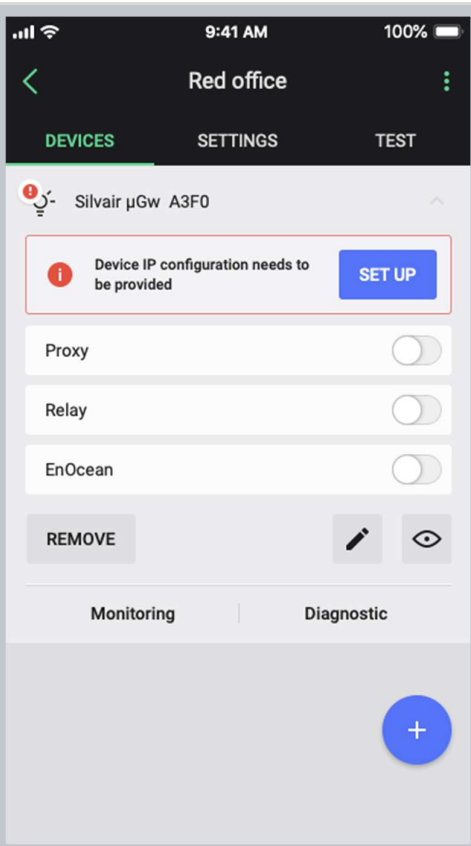 9:41 AM 100%
Red office
DEVICES SETTINGS TEST
Silvair µGw A3F0
Device IP configuration needs to
be provided
SET UP
Proxy
Relay
EnOcean
REMOVE
Monitoring Diagnostic